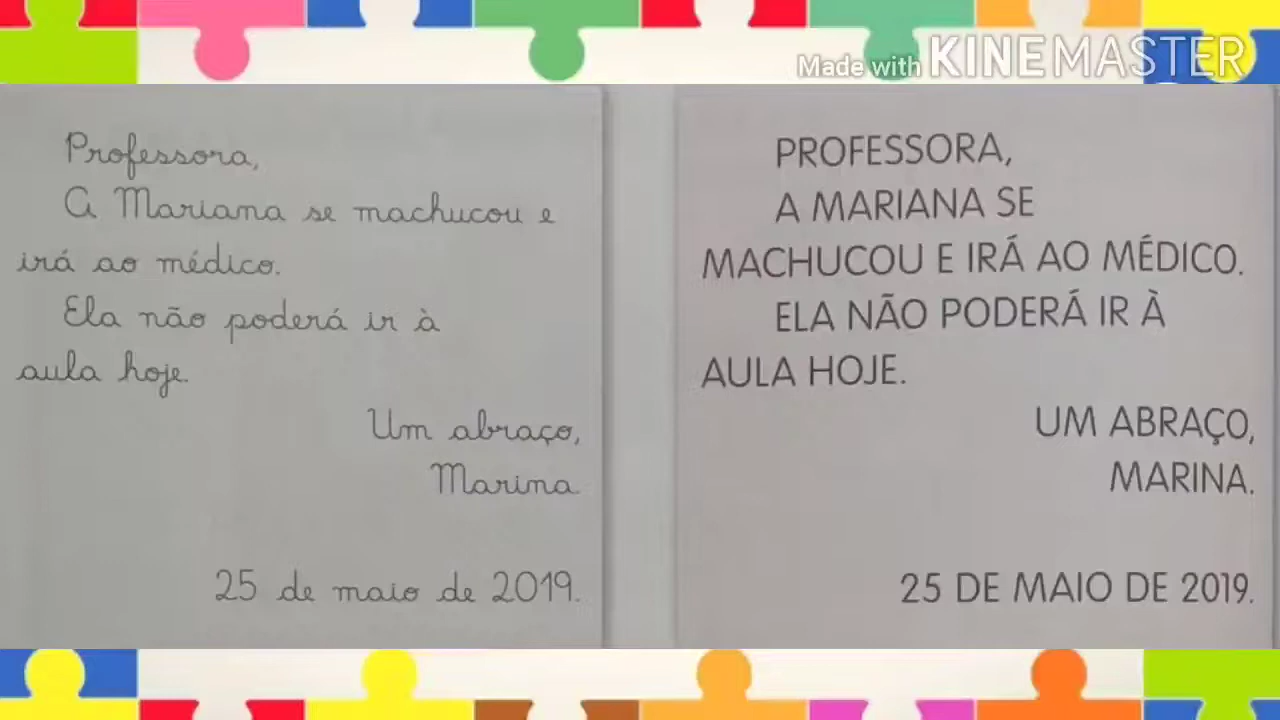 Made with KINEMASTER
Professora,
A Mariana se machucou e
irá ao médico.
Ela não poderá ir à
aula hoje.
Um abraço,
Marina.
25 de maio de 2019.
PROFESSORA,
A MARIANA SE
MACHUCOU E IRÁ AO MÉDICO.
ELA NÃO PODERÁ IR À
AULA HOJE.
UM ABRAÇO,
MARINA.
25 DE MAIO DE 2019.